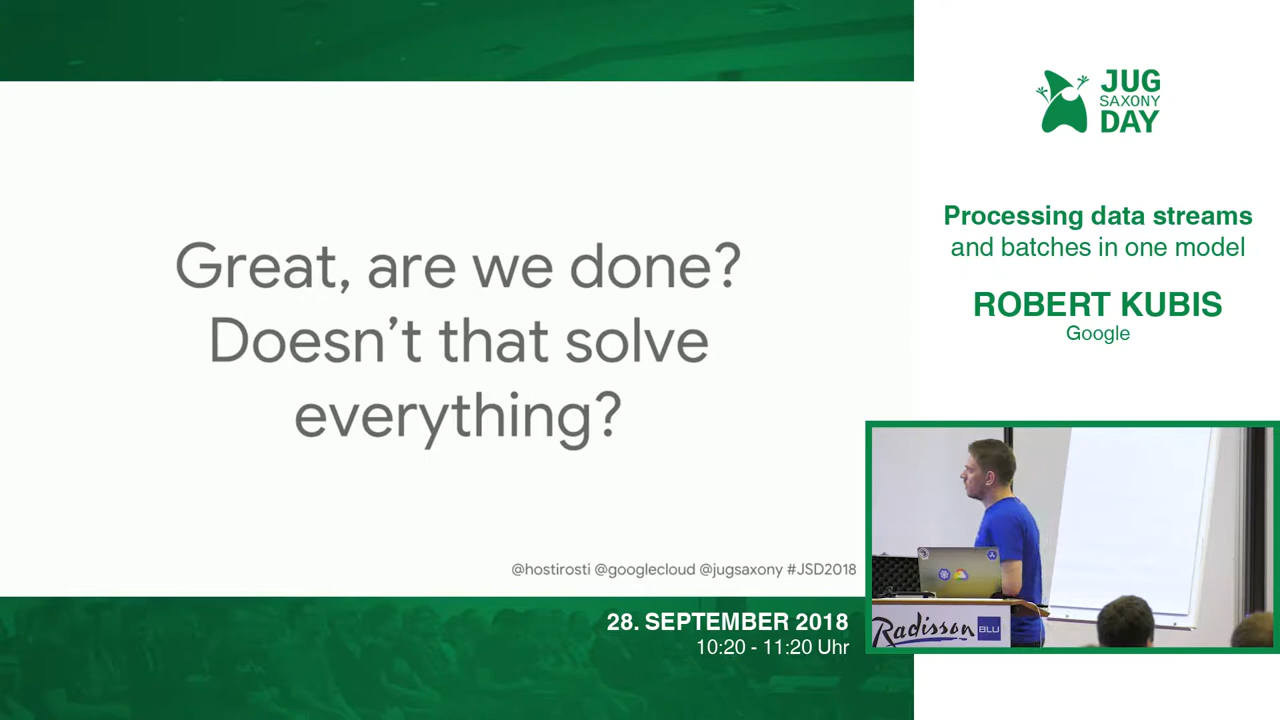 Great, are we done?
Doesn’t that solve
everything?
@hostirosti @googlecloud @jugsaxony #JSD2018
28. SEPTEMBER 2018
10:20 - 11:20 Uhr
JUG
SAXONY
DAY
Processing data streams
and batches in one model
ROBERT KUBIS
Google
Radisson
BLU